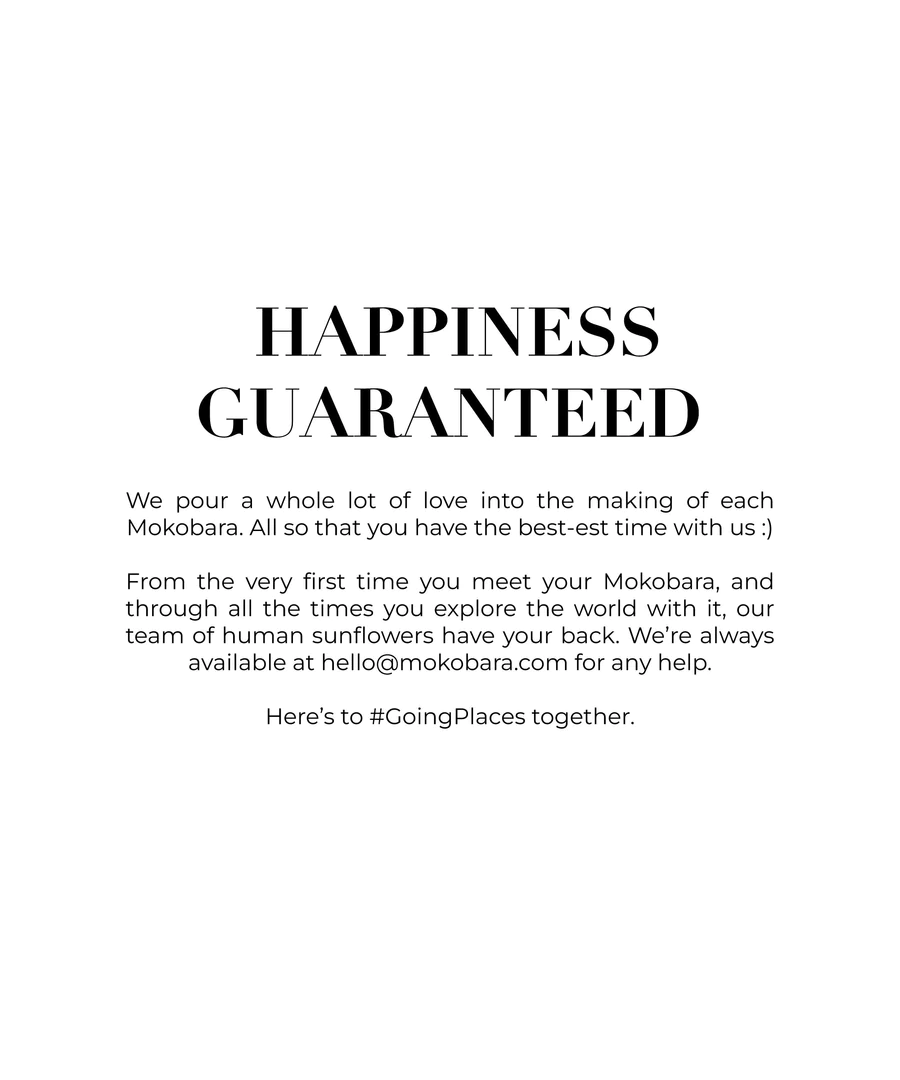 HAPPINESS
GUARANTEED
We pour a whole lot of love into the making of each
Mokobara. All so that you have the best-est time with us :)
From the very first time you meet your Mokobara, and
through all the times you explore the world with it, our
team of human sunflowers have your back. We’re always
available at hello@mokobara.com for any help.
Here’s to #GoingPlaces together.